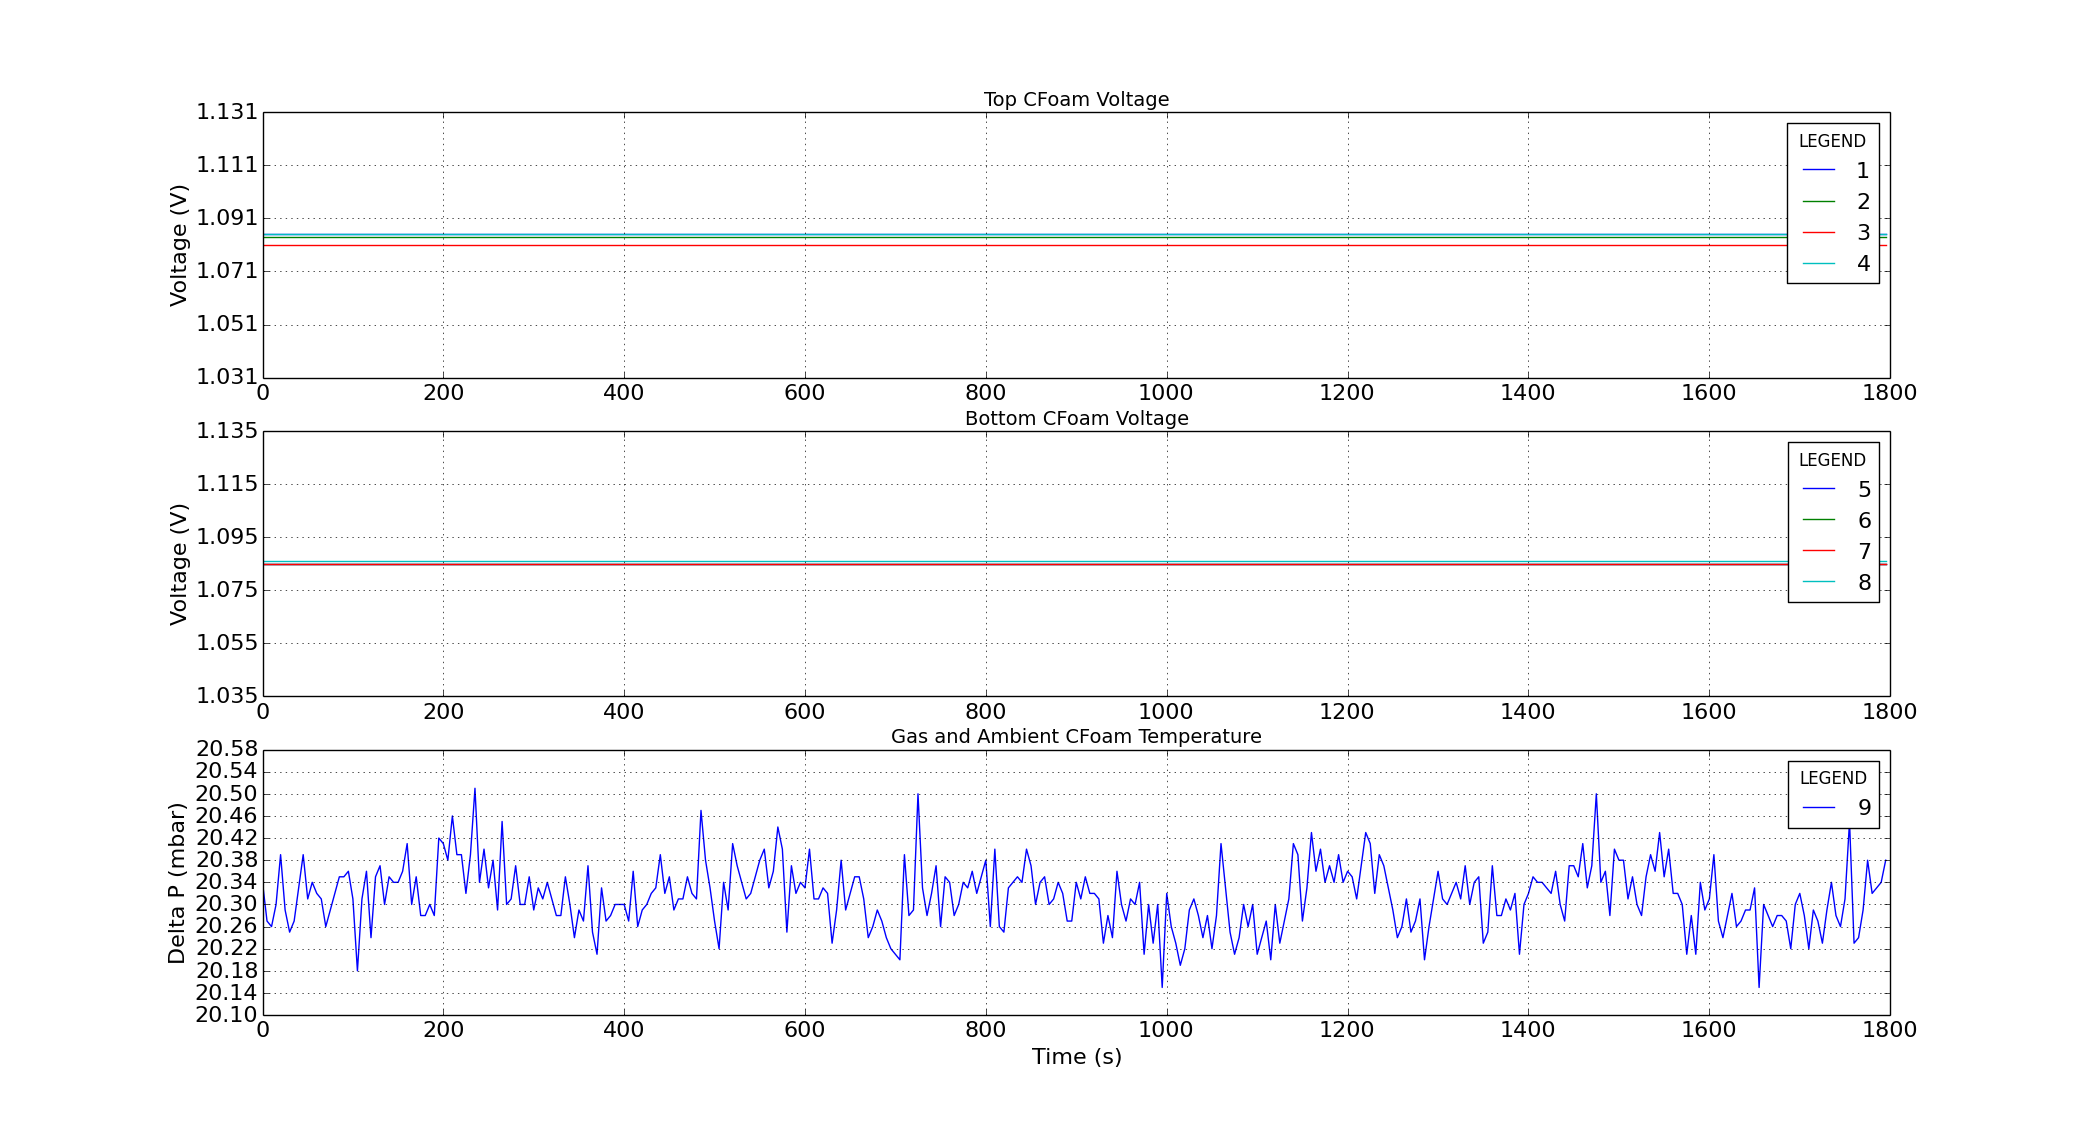 Top CFoam Voltage
Voltage (V)
1.131
1.111
1.091
1.071
1.051
1.031
0 200 400 600 800 1000 1200 1400 1600 1800
LEGEND
1
2
3
4
Bottom CFoam Voltage
Voltage (V)
1.135
1.115
1.095
1.075
1.055
1.035
0 200 400 600 800 1000 1200 1400 1600 1800
LEGEND
5
6
7
8
Gas and Ambient CFoam Temperature
Delta P (mbar)
20.58
20.54
20.50
20.46
20.42
20.38
20.34
20.30
20.26
20.22
20.18
20.14
20.10
0 200 400 600 800 1000 1200 1400 1600 1800
LEGEND
9
Time (s)